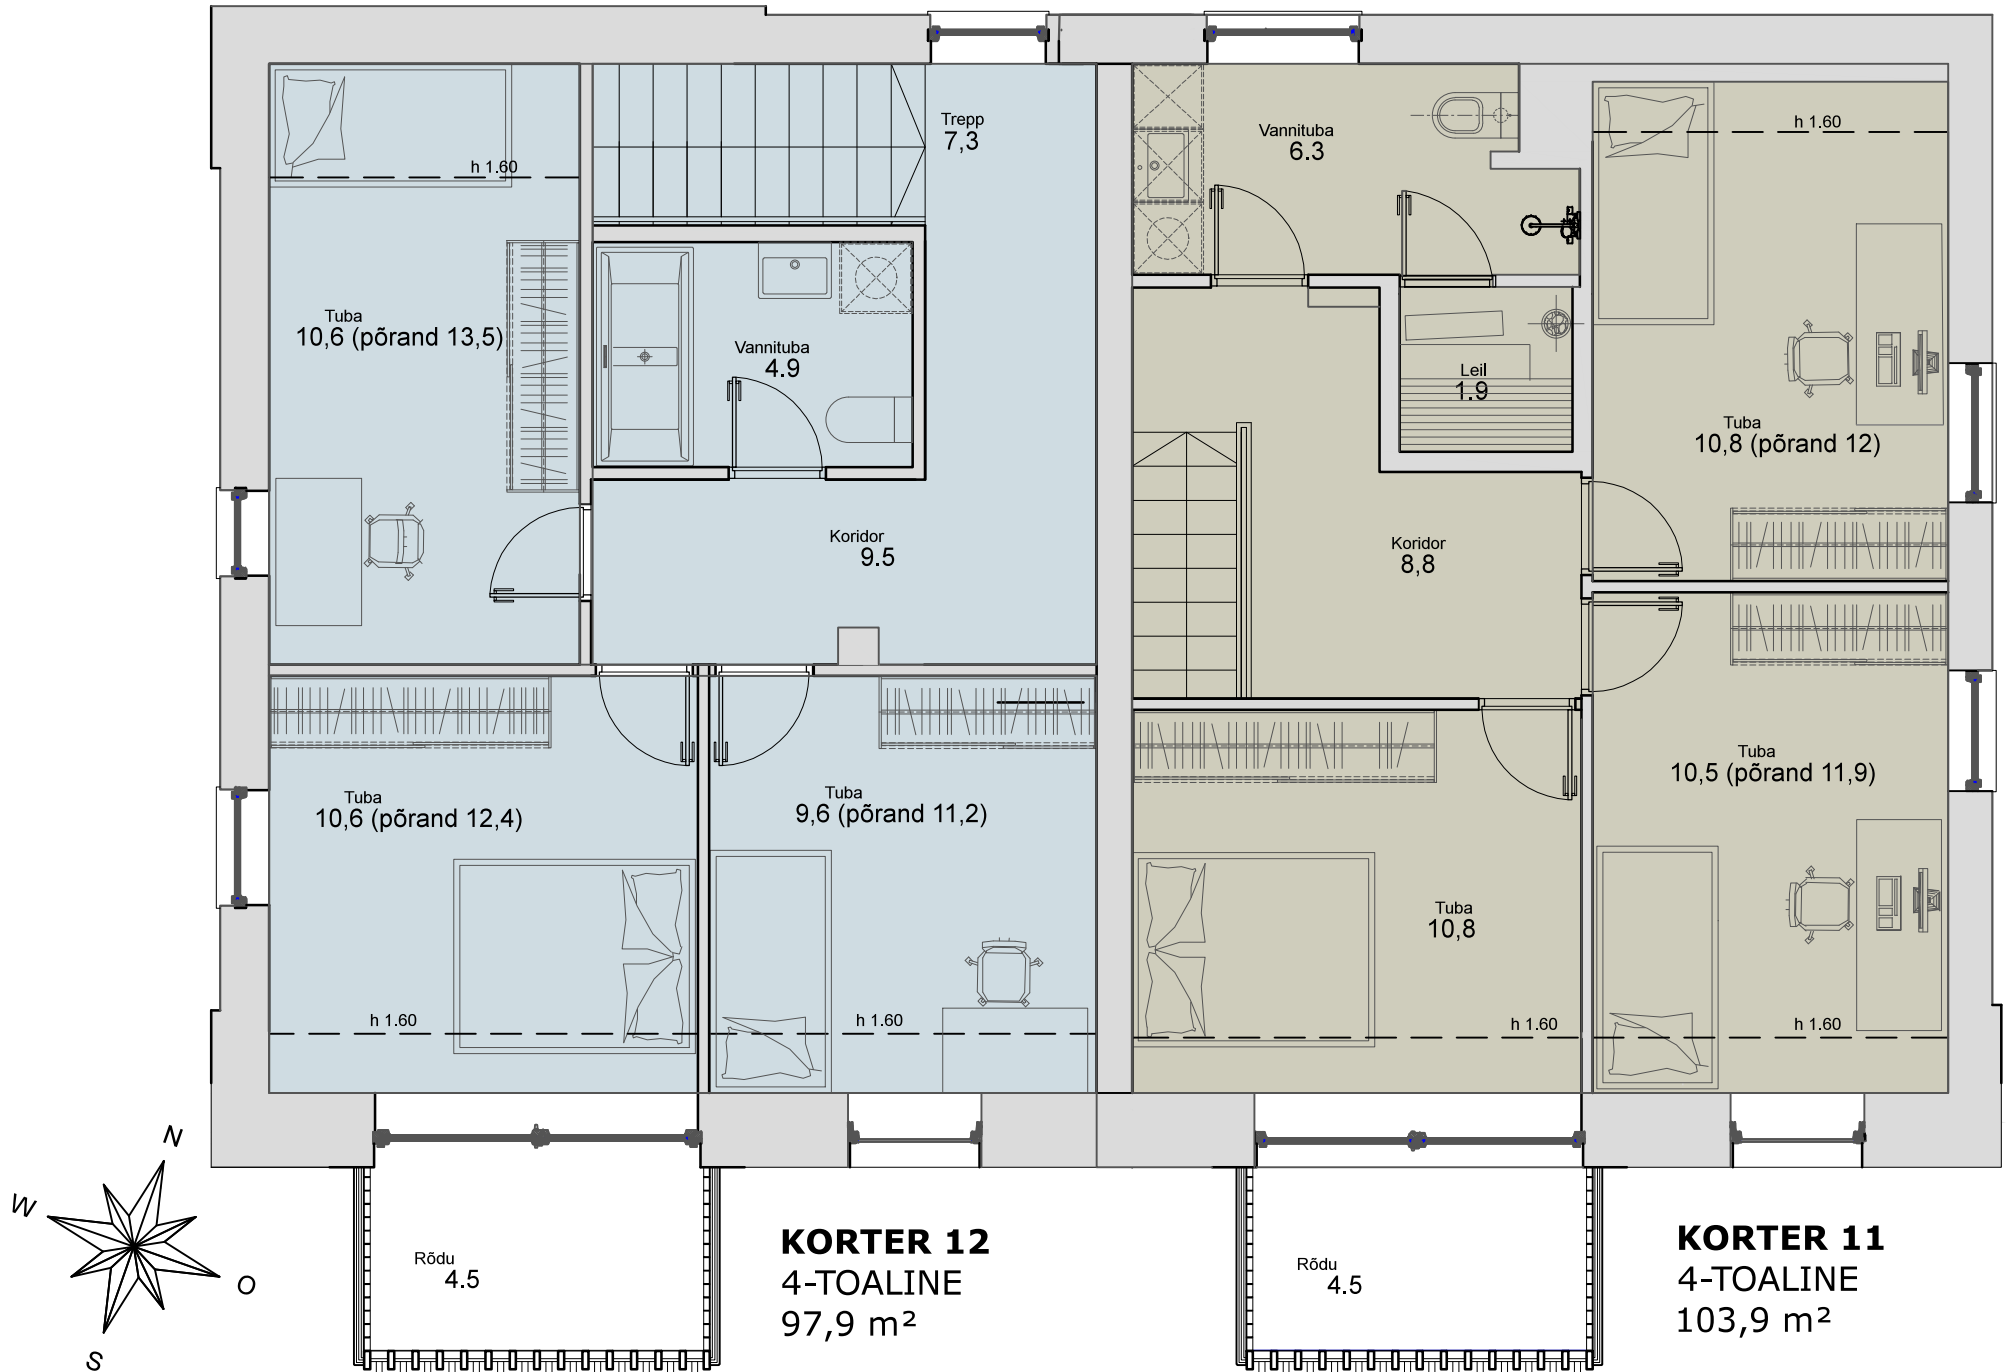 Trepp
7,3
h 1.60
Tuba
10,6 (põrand 13,5)
Vannituba
4.9
Koridor
9.5
Tuba
10,6 (põrand 12,4)
h 1.60
Tuba
9,6 (põrand 11,2)
h 1.60
Vannituba
6.3
h 1.60
Leil
1.9
Tuba
10,8 (põrand 12)
Koridor
8,8
Tuba
10,5 (põrand 11,9)
Tuba
10,8
h 1.60
h 1.60
N
W
O
S
Rõdu
4.5
KORTER 12
4-TOALINE
97,9 m²
Rõdu
4.5
KORTER 11
4-TOALINE
103,9 m²